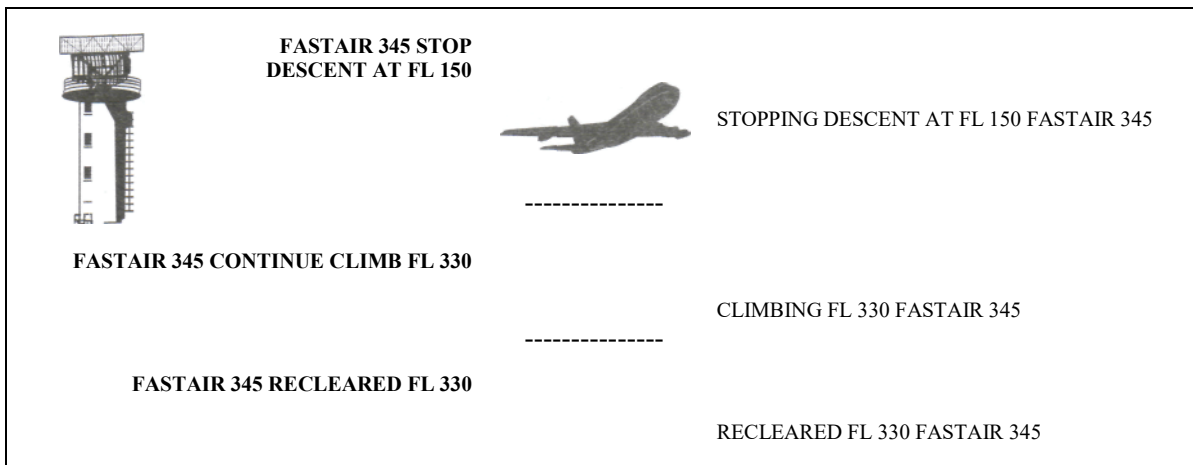 FASTAIR 345 STOP
DESCENT AT FL 150
STOPPING DESCENT AT FL 150 FASTAIR 345
---------------
FASTAIR 345 CONTINUE CLIMB FL 330
CLIMBING FL 330 FASTAIR 345
---------------
FASTAIR 345 RECLEARED FL 330
RECLEARED FL 330 FASTAIR 345